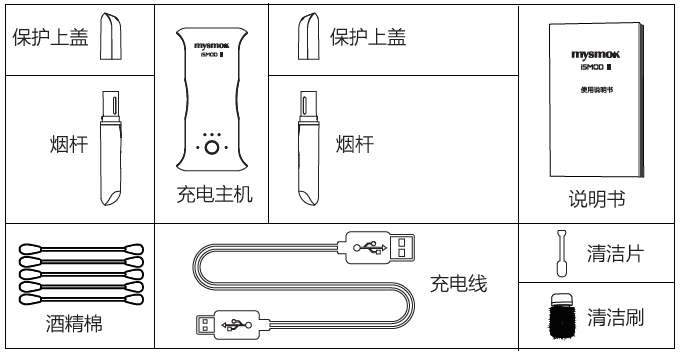 保护上盖
烟杆
mysmok
iSMOD II
充电主机
保护上盖
烟杆
mysmok
iSMOD II
使用说明书
说明书
酒精棉
充电线
清洁片
清洁刷